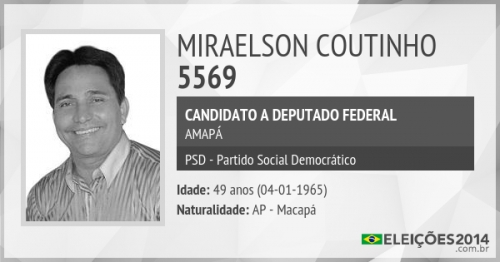 MIRAELSON COUTINHO
5569
CANDIDATO A DEPUTADO FEDERAL
AMAPÁ
PSD - Partido Social Democrático
Idade: 49 anos (04-01-1965)
Naturalidade: AP - Macapá
ELEIÇÕES2014
.com.br